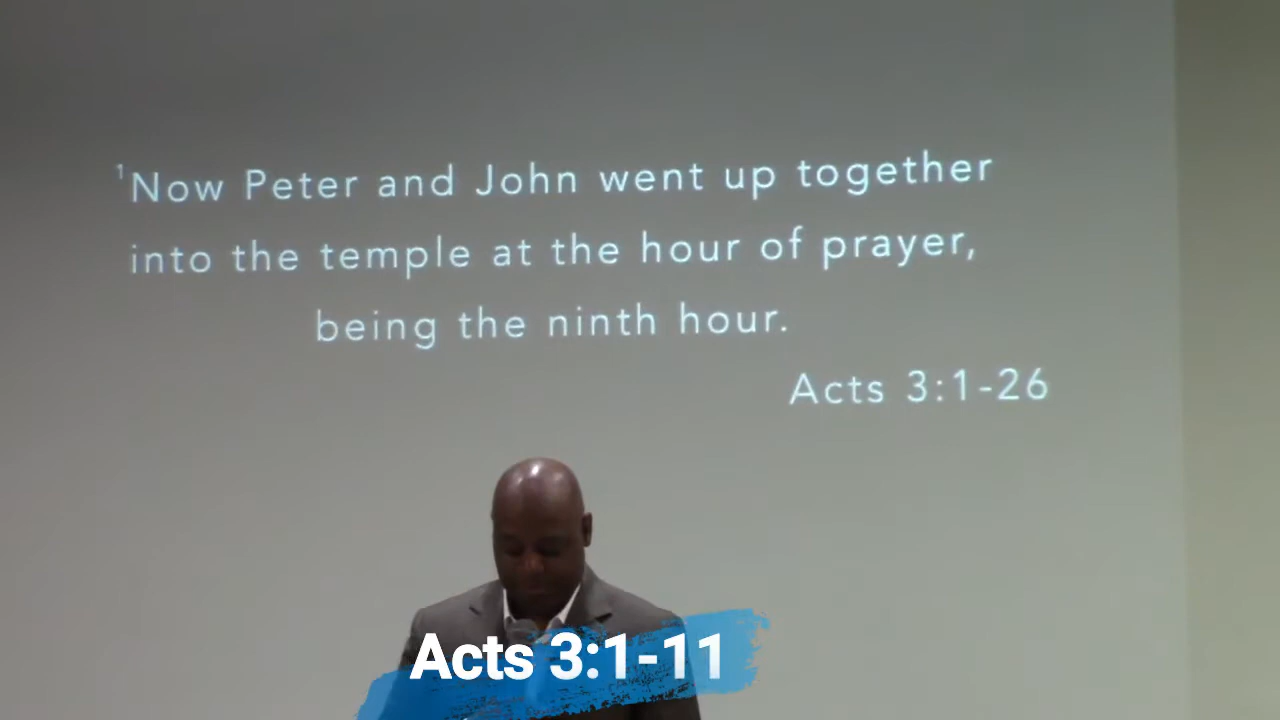 ¹Now Peter and John went up together
into the temple at the hour of prayer,
being the ninth hour.
Acts 3:1-26
Acts 3:1-11